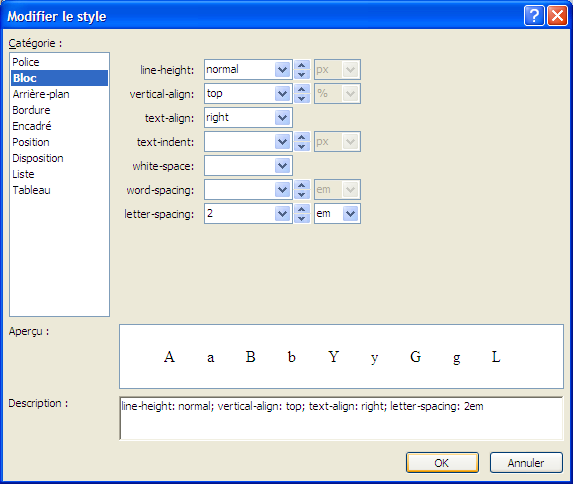 Modifier le style
Catégorie :
Police
Bloc
Arrière-plan
Bordure
Encadré
Position
Disposition
Liste
Tableau
line-height: normal px
vertical-align: top %
text-align: right
text-indent: px
white-space:
word-spacing: em
letter-spacing: 2 em
Aperçu :
A a B b Y y G g L
Description :
line-height: normal; vertical-align: top; text-align: right; letter-spacing: 2em
OK Annuler